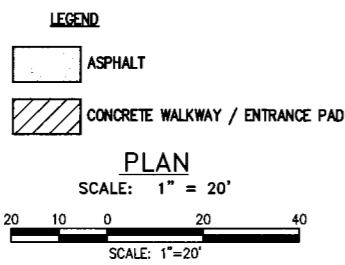 LEGEND
ASPHALT
CONCRETE WALKWAY / ENTRANCE PAD
PLAN
SCALE: 1" = 20'
20 10 0 20 40
SCALE: 1"=20'